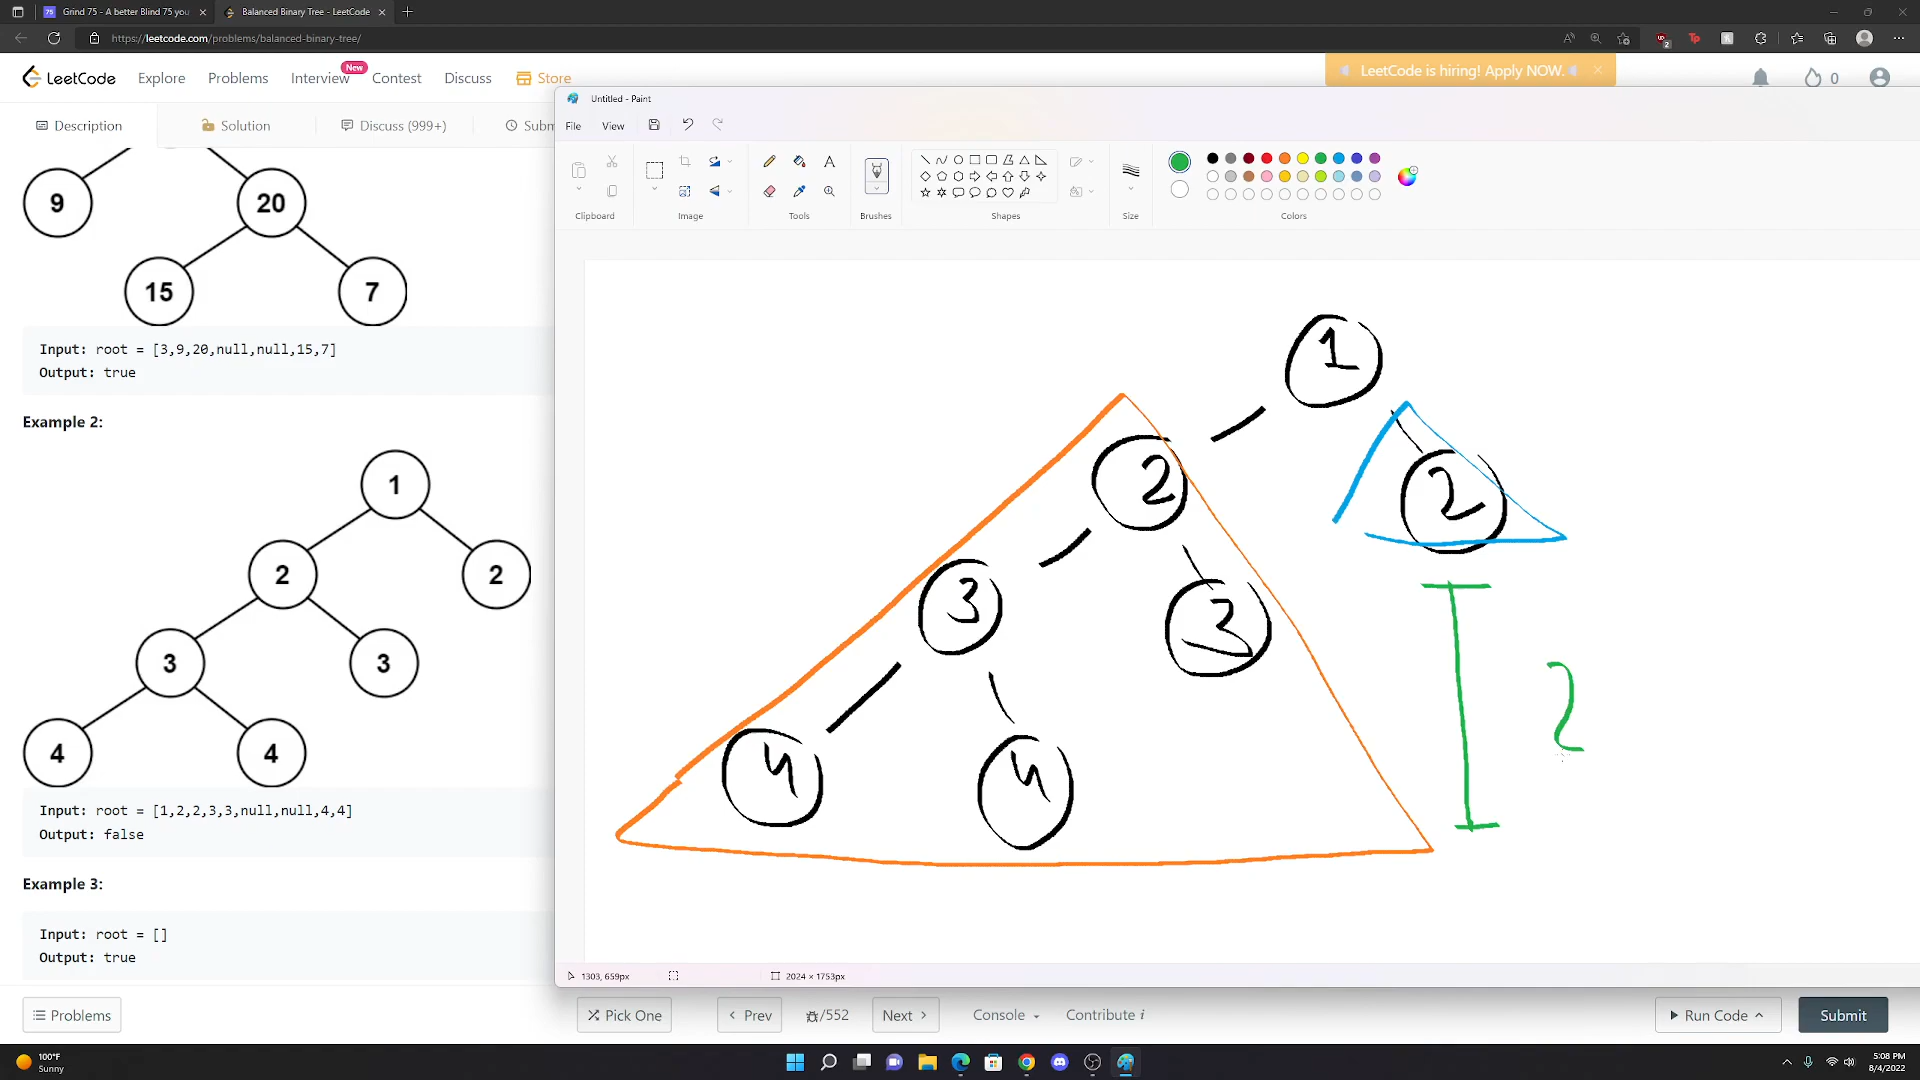 Grind 75 - A better Blind 75 you
Balanced Binary Tree - LeetCode
https://leetcode.com/problems/balanced-binary-tree/
LeetCode
Explore
Problems
Interview
New
Contest
Discuss
Store
LeetCode is hiring! Apply NOW.
0
Description
Solution
Discuss (999+)
Subm
9
20
15
7
Input: root = [3,9,20,null,null,15,7]
Output: true
Example 2:
1
2
2
3
3
4
4
Input: root = [1,2,2,3,3,null,null,4,4]
Output: false
Example 3:
Input: root = []
Output: true
Untitled - Paint
File
View
Clipboard
Image
Tools
Brushes
Shapes
Size
Colors
1
2
2
3
3
4
4
2
1303, 659px
2024 × 1753px
Problems
Pick One
Prev
/552
Next
Console
Contribute i
Run Code
Submit
100°F
Sunny
5:08 PM
8/4/2022